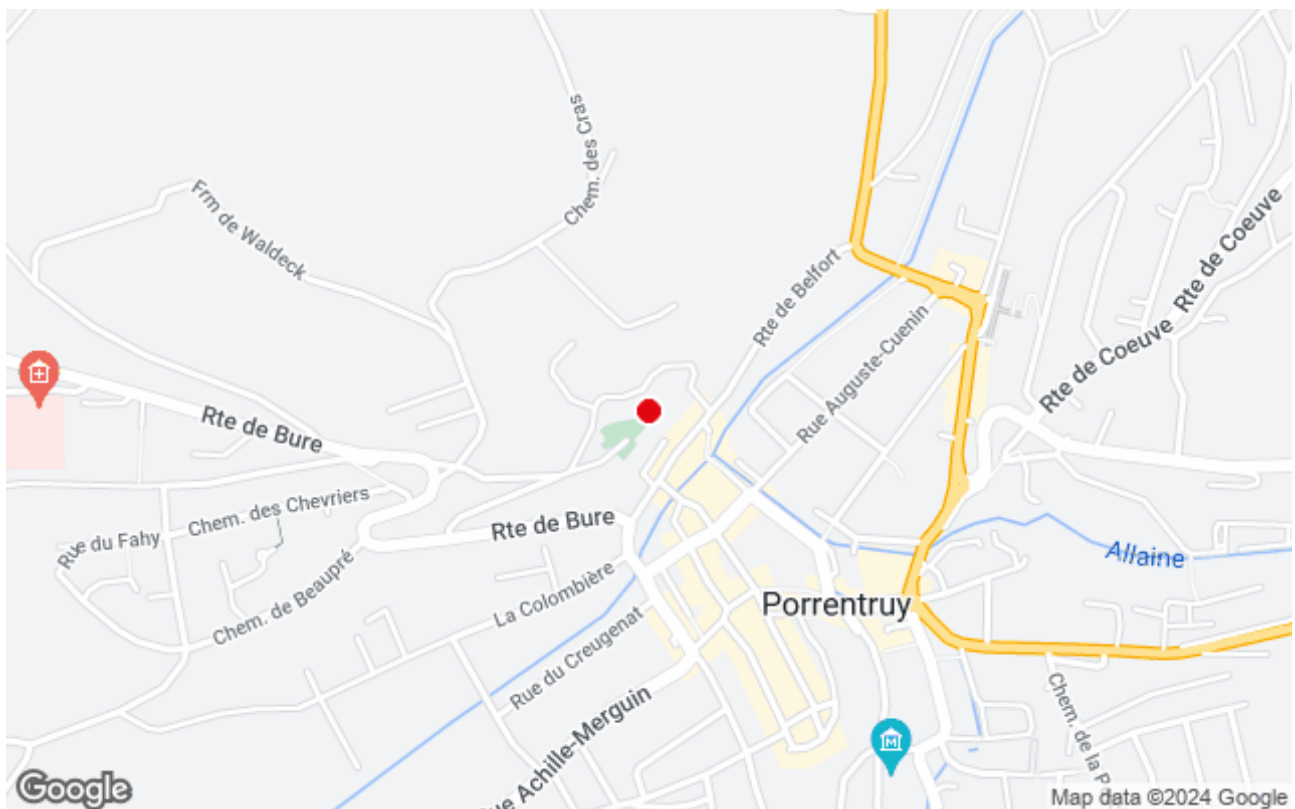 Chem. des Cras
Frm de Waldeck
Rte de Belfort
Rte de Coeuve
Rte de Coeuve
Rue Auguste-Cuenin
Rte de Bure
Chem. des Chevriers
Rue du Fahy
Rte de Bure
Allaine
Chem. de Beaupré
La Colombière
Porrentruy
Rue du Creugenat
Rue Achille-Merguin
Chem. de la P
M
Google
Map data ©2024 Google